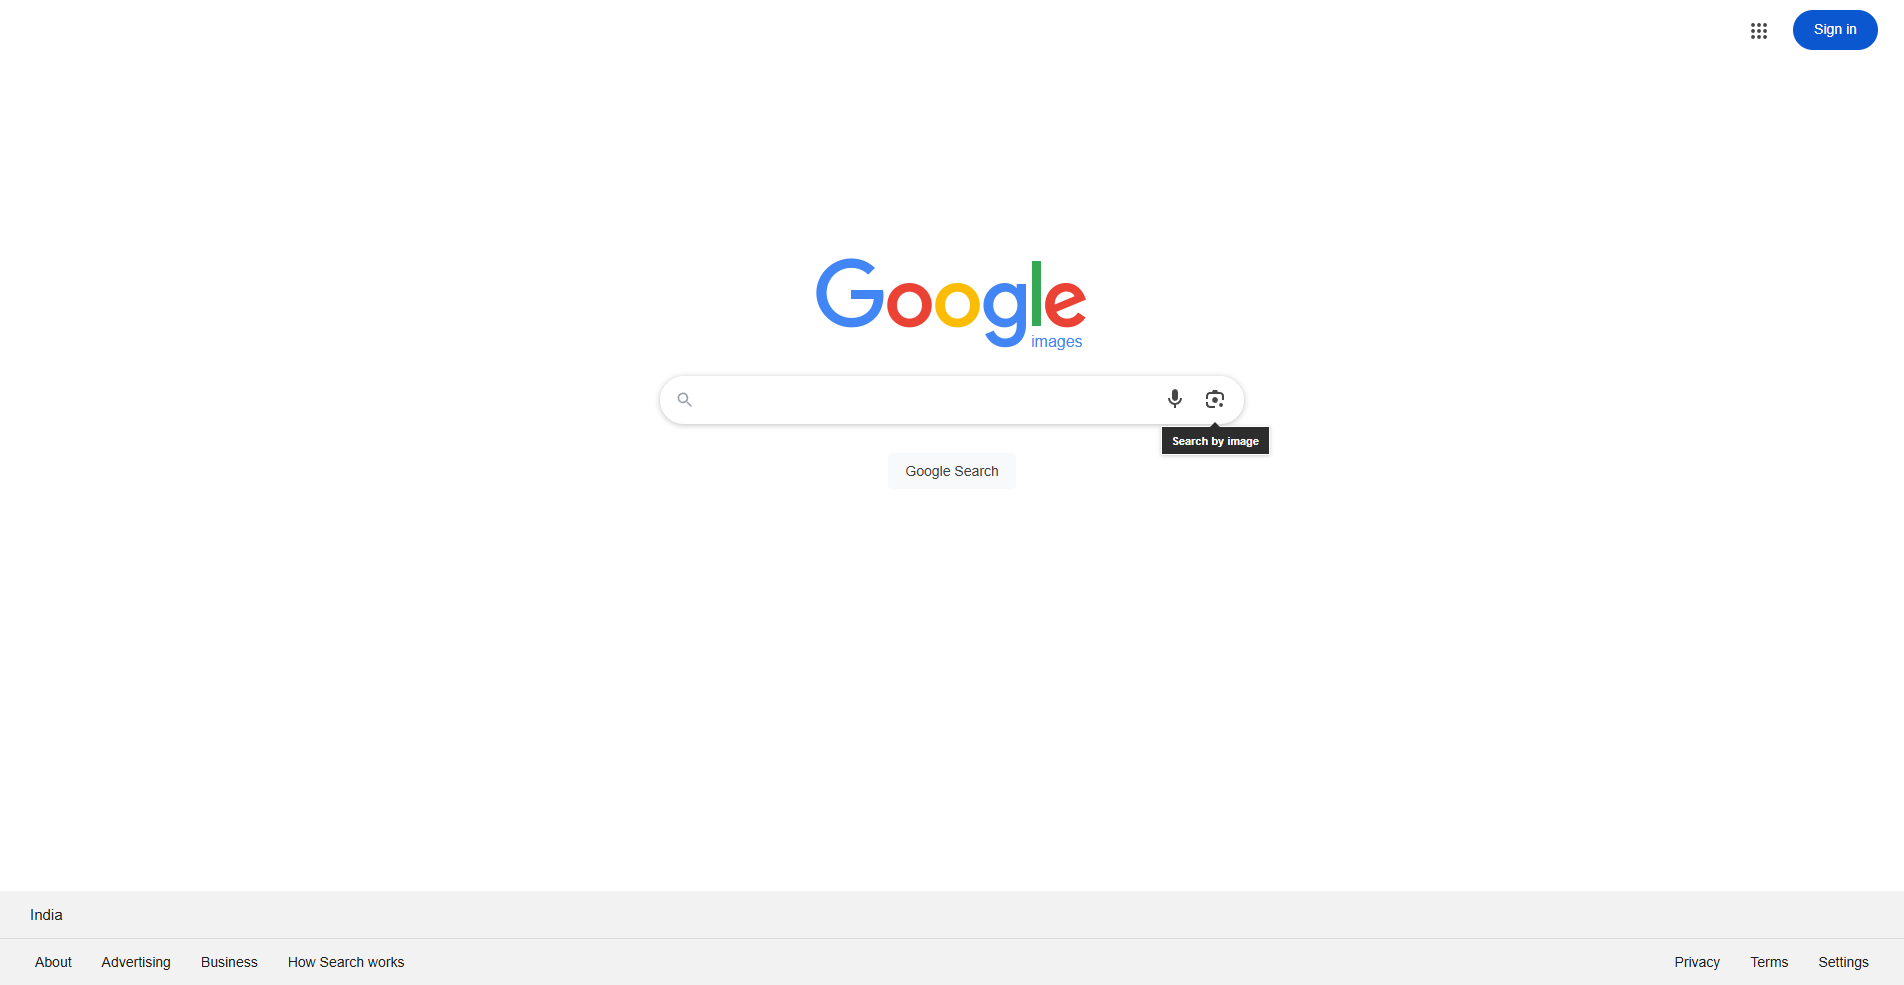 Sign in
Google
images
Search by image
Google Search
India
About Advertising Business How Search works Privacy Terms Settings